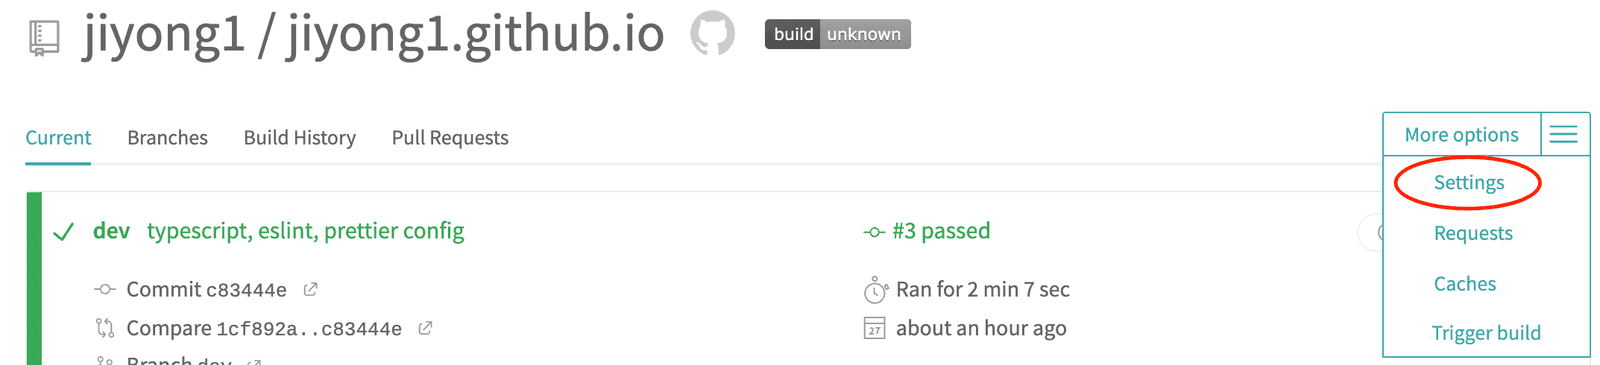 jiyong1 / jiyong1.github.io build unknown
Current Branches Build History Pull Requests
More options
Settings
Requests
Caches
Trigger build
dev typescript, eslint, prettier config
#3 passed
Commit c83444e
Ran for 2 min 7 sec
Compare 1cf892a..c83444e
27 about an hour ago
Branch dev